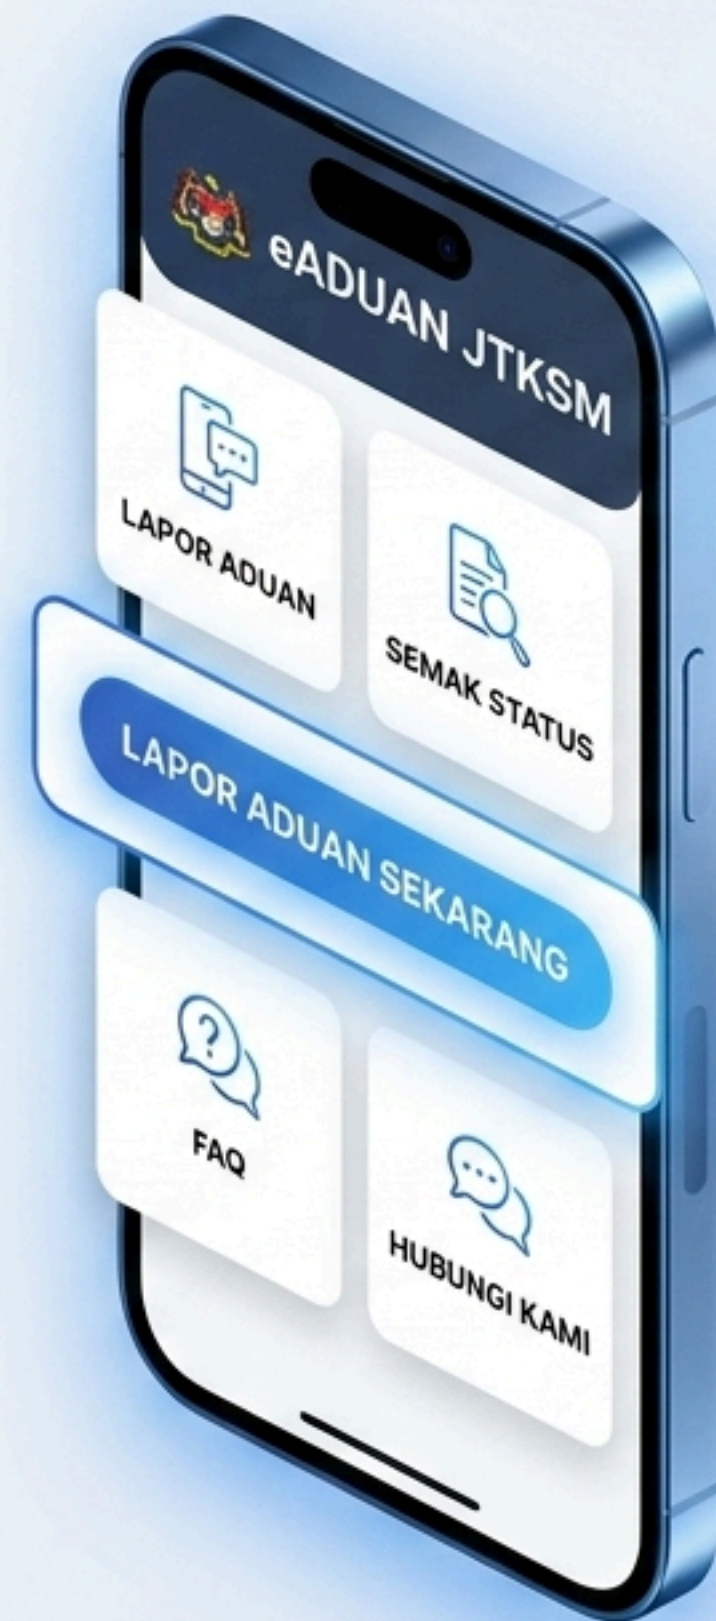 eADUAN JTKSM
LAPOR ADUAN
SEMAK STATUS
LAPOR ADUAN SEKARANG
FAQ
HUBUNGI KAMI